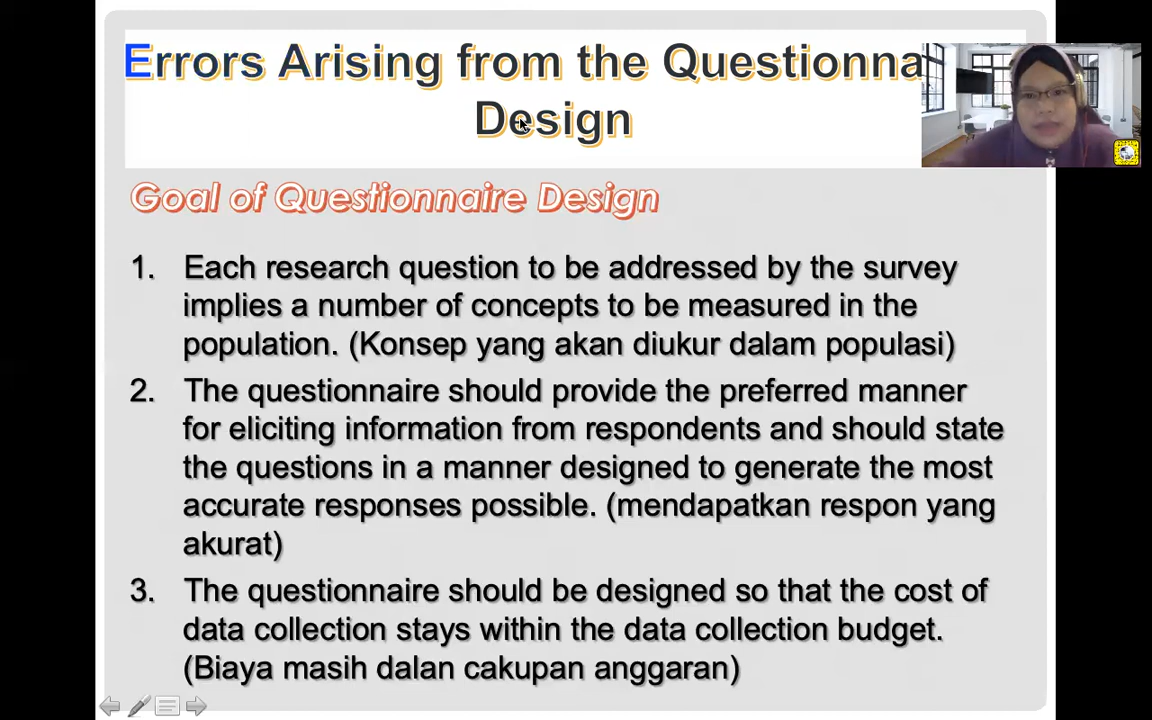 Errors Arising from the Questionna
Design
Goal of Questionnaire Design
1. Each research question to be addressed by the survey
implies a number of concepts to be measured in the
population. (Konsep yang akan diukur dalam populasi)
2. The questionnaire should provide the preferred manner
for eliciting information from respondents and should state
the questions in a manner designed to generate the most
accurate responses possible. (mendapatkan respon yang
akurat)
3. The questionnaire should be designed so that the cost of
data collection stays within the data collection budget.
(Biaya masih dalan cakupan anggaran)